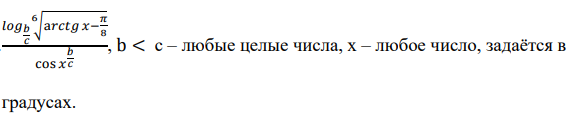 log_{b/c} ⁶√(arctg x − π/8) / cos x^{b/c} , b < c – любые целые числа, x – любое число, задаётся в
градусах.